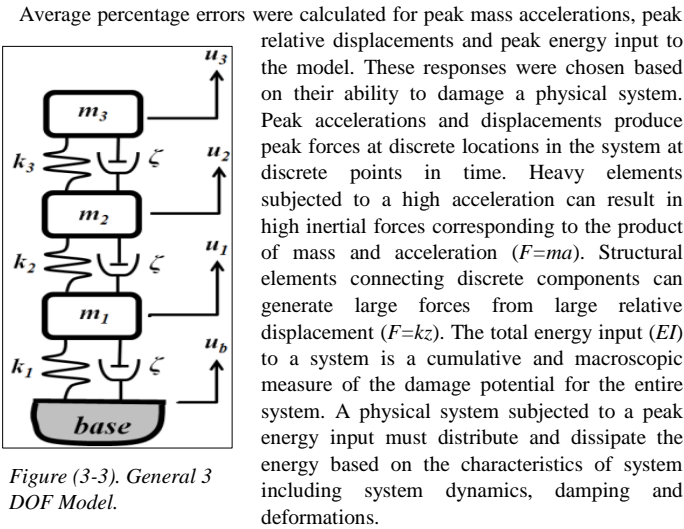 Average percentage errors were calculated for peak mass accelerations, peak
relative displacements and peak energy input to
the model. These responses were chosen based
on their ability to damage a physical system.
Peak accelerations and displacements produce
peak forces at discrete locations in the system at
discrete points in time. Heavy elements
subjected to a high acceleration can result in
high inertial forces corresponding to the product
of mass and acceleration (F=ma). Structural
elements connecting discrete components can
generate large forces from large relative
displacement (F=kz). The total energy input (EI)
to a system is a cumulative and macroscopic
measure of the damage potential for the entire
system. A physical system subjected to a peak
energy input must distribute and dissipate the
energy based on the characteristics of system
including system dynamics, damping and
deformations.
u3
m3
k3 ζ
u2
m2
k2 ζ
u1
m1
k1 ζ
ub
base
Figure (3-3). General 3
DOF Model.